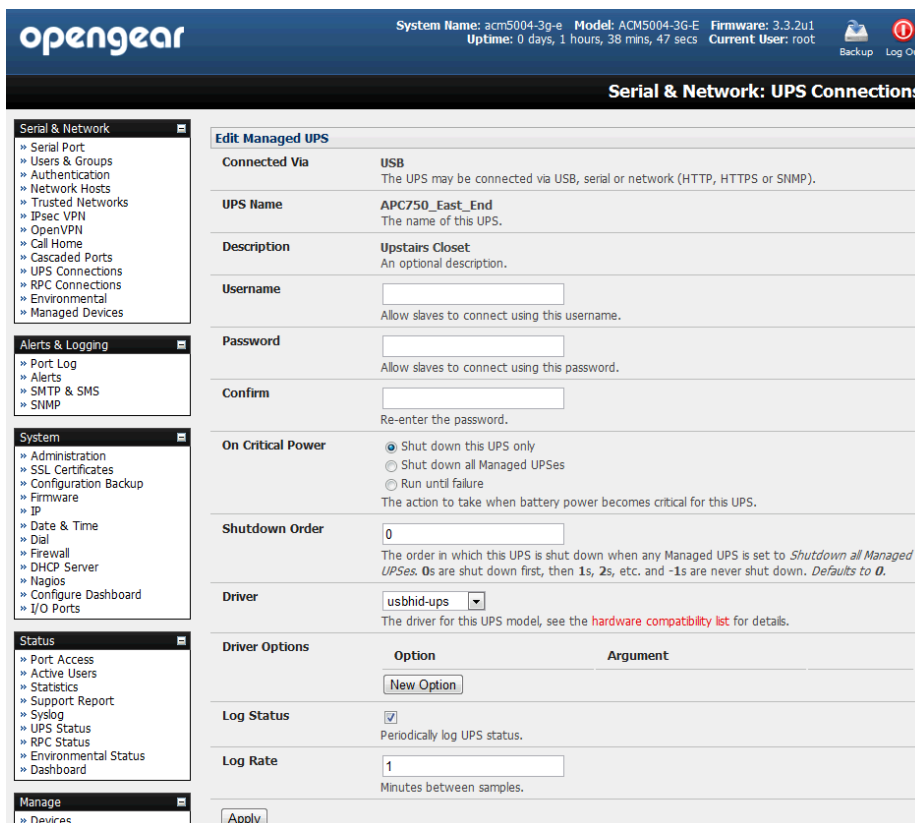 opengear
System Name: acm5004-3g-e Model: ACM5004-3G-E Firmware: 3.3.2u1
Uptime: 0 days, 1 hours, 38 mins, 47 secs Current User: root
Backup
Log O
Serial & Network: UPS Connections
Serial & Network
» Serial Port
» Users & Groups
» Authentication
» Network Hosts
» Trusted Networks
» IPsec VPN
» OpenVPN
» Call Home
» Cascaded Ports
» UPS Connections
» RPC Connections
» Environmental
» Managed Devices
Alerts & Logging
» Port Log
» Alerts
» SMTP & SMS
» SNMP
System
» Administration
» SSL Certificates
» Configuration Backup
» Firmware
» IP
» Date & Time
» Dial
» Firewall
» DHCP Server
» Nagios
» Configure Dashboard
» I/O Ports
Status
» Port Access
» Active Users
» Statistics
» Support Report
» Syslog
» UPS Status
» RPC Status
» Environmental Status
» Dashboard
Manage
» Devices
Edit Managed UPS
Connected Via
USB
The UPS may be connected via USB, serial or network (HTTP, HTTPS or SNMP).
UPS Name
APC750_East_End
The name of this UPS.
Description
Upstairs Closet
An optional description.
Username
Allow slaves to connect using this username.
Password
Allow slaves to connect using this password.
Confirm
Re-enter the password.
On Critical Power
Shut down this UPS only
Shut down all Managed UPSes
Run until failure
The action to take when battery power becomes critical for this UPS.
Shutdown Order
0
The order in which this UPS is shut down when any Managed UPS is set to Shutdown all Managed
UPSes. 0s are shut down first, then 1s, 2s, etc. and -1s are never shut down. Defaults to 0.
Driver
usbhid-ups
The driver for this UPS model, see the hardware compatibility list for details.
Driver Options
Option Argument
New Option
Log Status
Periodically log UPS status.
Log Rate
1
Minutes between samples.
Apply